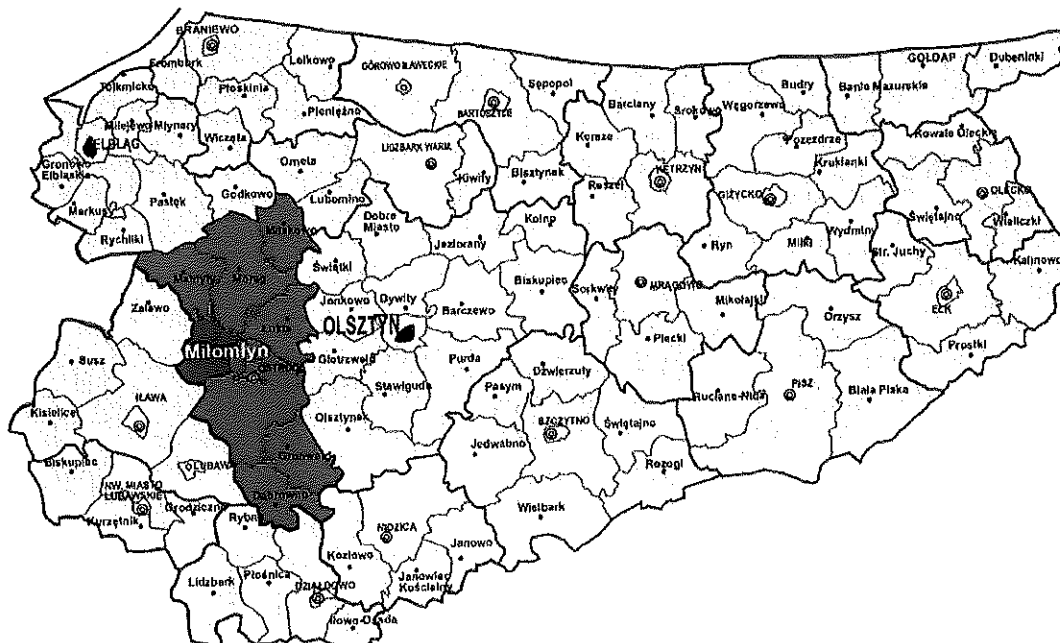 BRANIEWO
Frombork
Lelkowo
GÓROWO IŁAWECKIE
Sępopol
Barciany
Srokowo
Węgorzewo
Budry
Banie Mazurskie
GOŁDAP
Dubeninki
Tolkmicko
Płoskinia
Pieniężno
BARTOSZYCE
Milejewo
Młynary
Wilczęta
ELBLĄG
LIDZBARK WARM
Korsze
Pozezdrze
Kowale Oleckie
Gronowo
Elbląskie
Orneta
Kiwity
Bisztynek
Reszel
KĘTRZYN
GIŻYCKO
Kruklanki
OLECKO
Markusy
Pasłęk
Godkowo
Lubomino
Dobre
Miasto
Kolno
Świętajno
Wieliczki
Rychliki
Jeziorany
Ryn
Miłki
Wydminy
Str. Juchy
Kalinowo
Świątki
Biskupiec
Sorkwity
MRĄGOWO
Mikołajki
EŁK
Zalewo
Jonkowo
Dywity
Barczewo
Orzysz
OLSZTYN
Miłomłyn
Susz
Gietrzwałd
Purda
Piecki
Prostki
Stawiguda
Pasym
Dźwierzuty
Ruciane-Nida
PISZ
Biała Piska
Kisielice
IŁAWA
Olsztynek
SZCZYTNO
Świętajno
Biskupiec
LUBAWA
Jedwabno
Rozogi
NW. MIASTO
LUBAWSKIE
Grodziczno
Dąbrówno
Kurzętnik
Rybno
NIDZICA
Wielbark
Kozłowo
Janowo
Lidzbark
Płośnica
DZIAŁDOWO
Janowiec
Kościelny
Iłowo-Osada